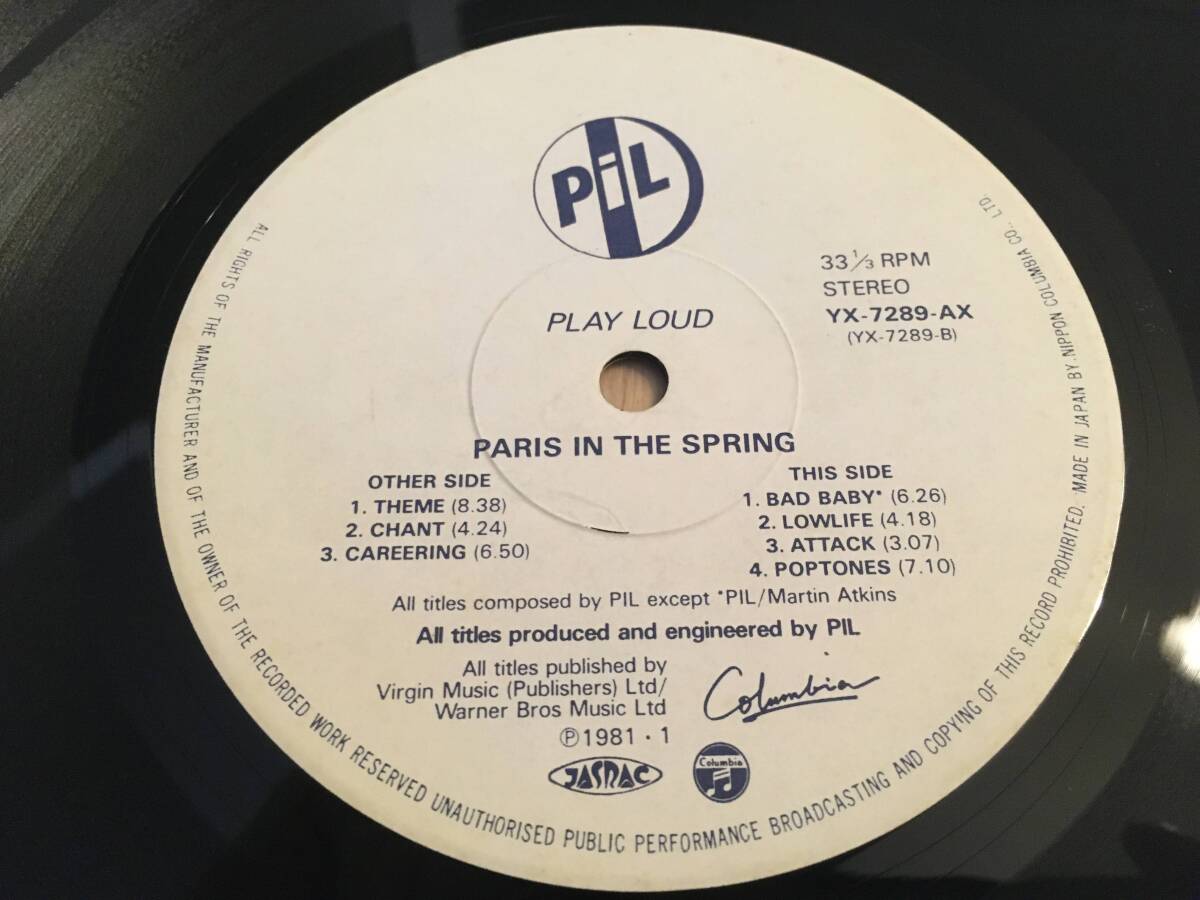 PiL
PLAY LOUD
33 1/3 RPM
STEREO
YX-7289-AX
(YX-7289-B)
PARIS IN THE SPRING
OTHER SIDE
1. THEME (8.38)
2. CHANT (4.24)
3. CAREERING (6.50)
THIS SIDE
1. BAD BABY* (6.26)
2. LOWLIFE (4.18)
3. ATTACK (3.07)
4. POPTONES (7.10)
All titles composed by PIL except *PIL/Martin Atkins
All titles produced and engineered by PIL
All titles published by
Virgin Music (Publishers) Ltd/
Warner Bros Music Ltd
Columbia
℗1981・1
JASRAC
Columbia
ALL RIGHTS OF THE MANUFACTURER AND OF THE OWNER OF THE RECORDED WORK RESERVED UNAUTHORISED PUBLIC PERFORMANCE BROADCASTING AND COPYING OF THIS RECORD PROHIBITED. MADE IN JAPAN BY NIPPON COLUMBIA CO., LTD.